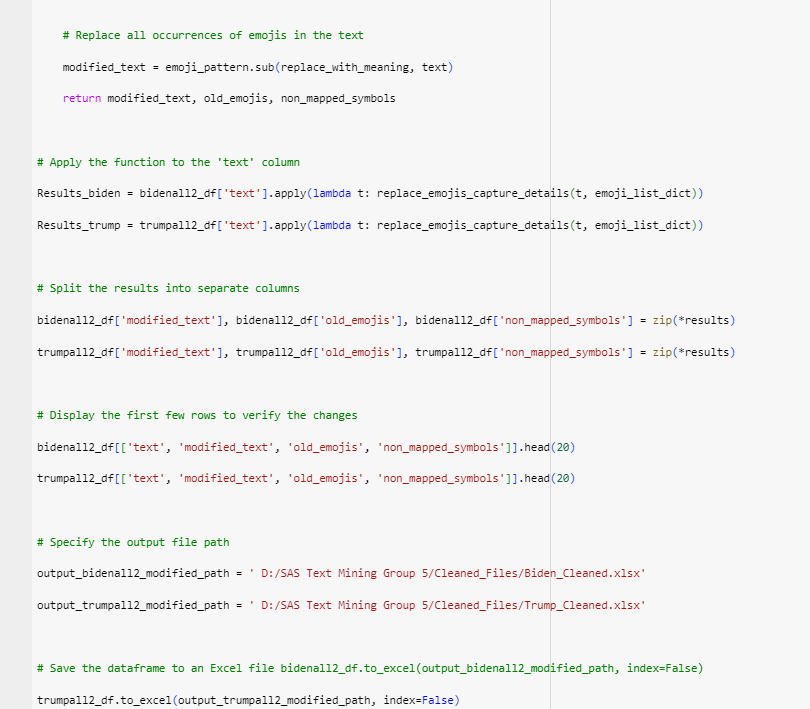 # Replace all occurrences of emojis in the text
modified_text = emoji_pattern.sub(replace_with_meaning, text)
return modified_text, old_emojis, non_mapped_symbols
# Apply the function to the 'text' column
Results_biden = bidenall2_df['text'].apply(lambda t: replace_emojis_capture_details(t, emoji_list_dict))
Results_trump = trumpall2_df['text'].apply(lambda t: replace_emojis_capture_details(t, emoji_list_dict))
# Split the results into separate columns
bidenall2_df['modified_text'], bidenall2_df['old_emojis'], bidenall2_df['non_mapped_symbols'] = zip(*results)
trumpall2_df['modified_text'], trumpall2_df['old_emojis'], trumpall2_df['non_mapped_symbols'] = zip(*results)
# Display the first few rows to verify the changes
bidenall2_df[['text', 'modified_text', 'old_emojis', 'non_mapped_symbols']].head(20)
trumpall2_df[['text', 'modified_text', 'old_emojis', 'non_mapped_symbols']].head(20)
# Specify the output file path
output_bidenall2_modified_path = ' D:/SAS Text Mining Group 5/Cleaned_Files/Biden_Cleaned.xlsx'
output_trumpall2_modified_path = ' D:/SAS Text Mining Group 5/Cleaned_Files/Trump_Cleaned.xlsx'
# Save the dataframe to an Excel file bidenall2_df.to_excel(output_bidenall2_modified_path, index=False)
trumpall2_df.to_excel(output_trumpall2_modified_path, index=False)